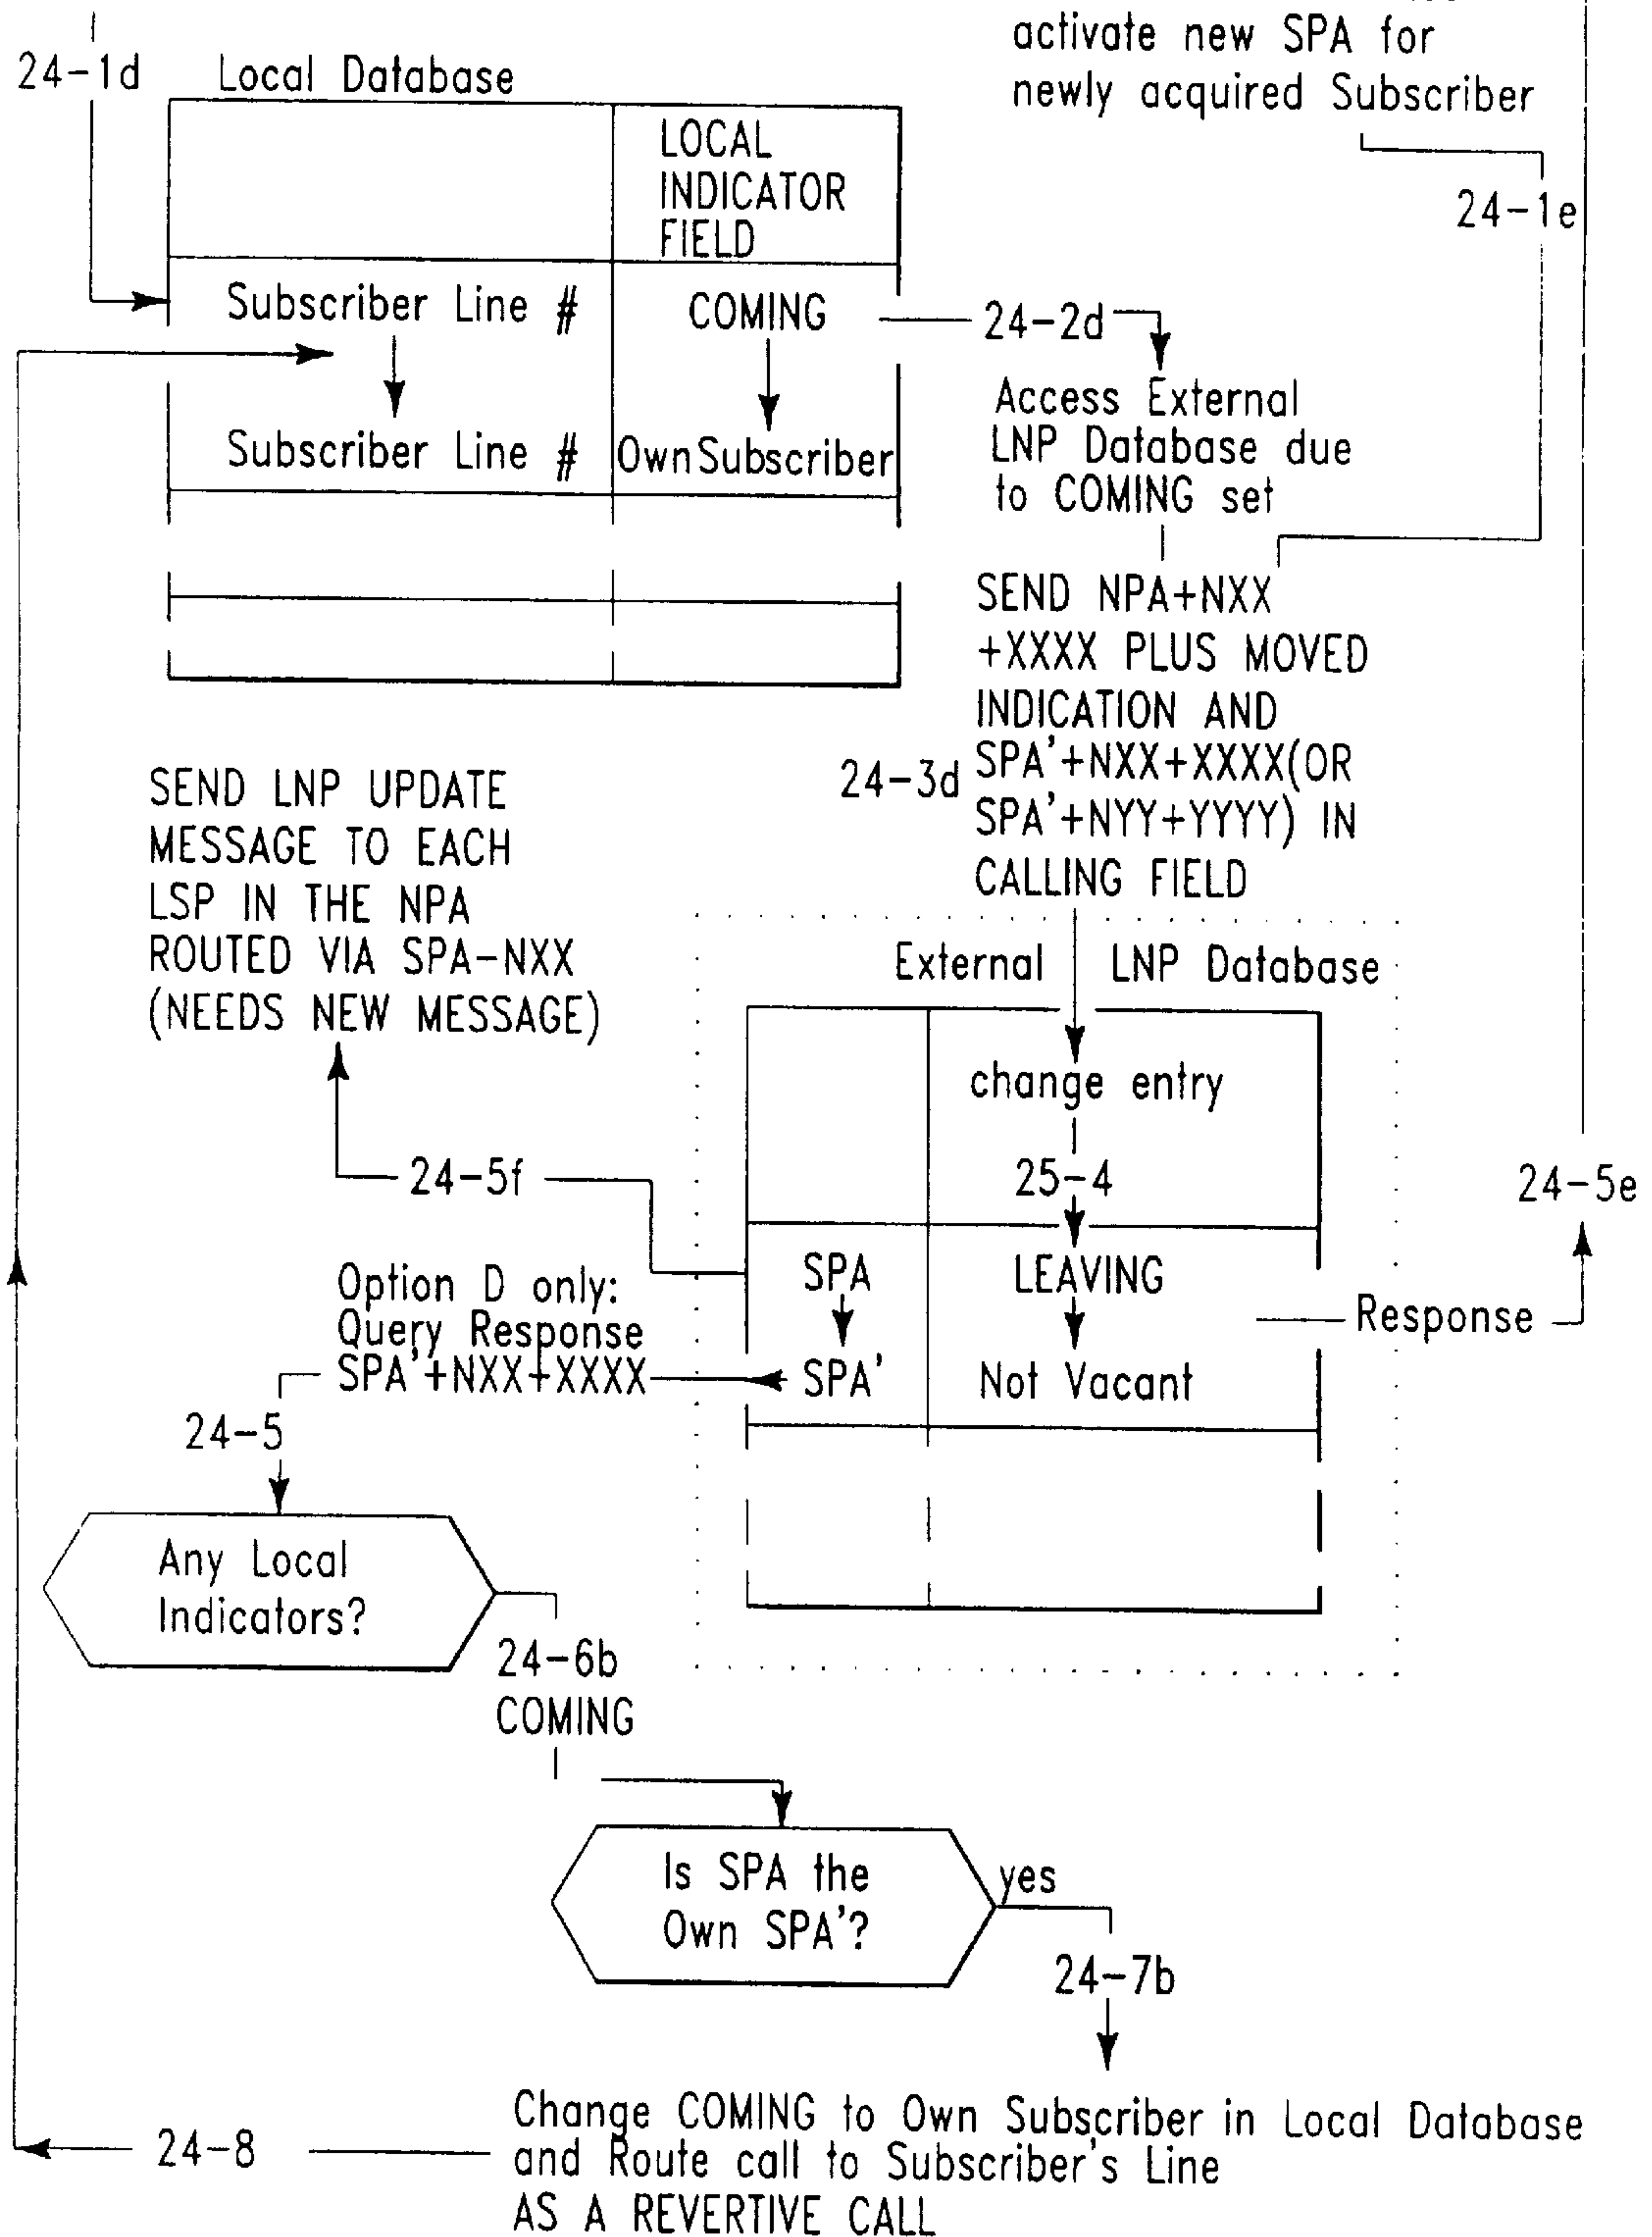 activate new SPA for
newly acquired Subscriber
24-1d
Local Database
LOCAL
INDICATOR
FIELD
24-1e
Subscriber Line #
COMING
24-2d
Subscriber Line #
OwnSubscriber
Access External
LNP Database due
to COMING set
SEND NPA+NXX
+XXXX PLUS MOVED
INDICATION AND
SPA'+NXX+XXXX(OR
SPA'+NYY+YYYY) IN
CALLING FIELD
24-3d
SEND LNP UPDATE
MESSAGE TO EACH
LSP IN THE NPA
ROUTED VIA SPA-NXX
(NEEDS NEW MESSAGE)
External LNP Database
change entry
25-4
24-5f
24-5e
SPA
LEAVING
Response
SPA'
Not Vacant
Option D only:
Query Response
SPA'+NXX+XXXX
24-5
Any Local
Indicators?
24-6b
COMING
Is SPA the
Own SPA'?
yes
24-7b
24-8
Change COMING to Own Subscriber in Local Database
and Route call to Subscriber's Line
AS A REVERTIVE CALL